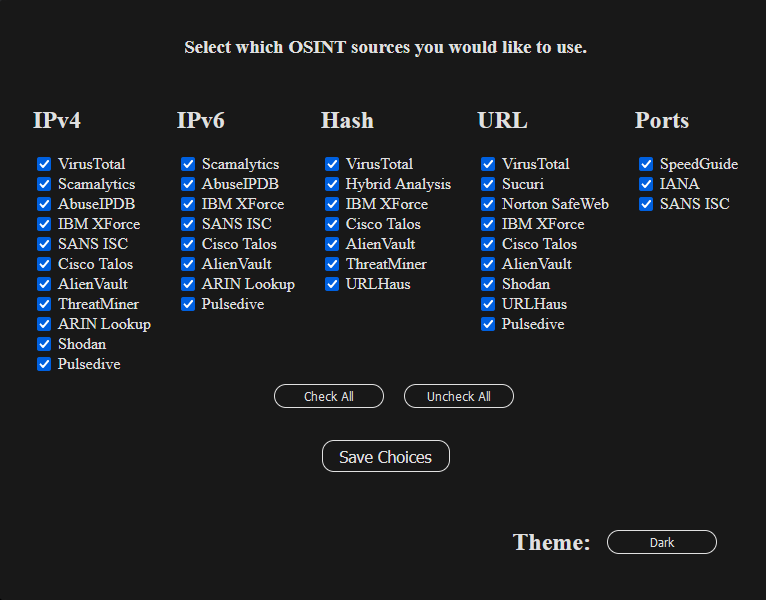 Select which OSINT sources you would like to use.
IPv4
VirusTotal
Scamalytics
AbuseIPDB
IBM XForce
SANS ISC
Cisco Talos
AlienVault
ThreatMiner
ARIN Lookup
Shodan
Pulsedive
IPv6
Scamalytics
AbuseIPDB
IBM XForce
SANS ISC
Cisco Talos
AlienVault
ARIN Lookup
Pulsedive
Hash
VirusTotal
Hybrid Analysis
IBM XForce
Cisco Talos
AlienVault
ThreatMiner
URLHaus
URL
VirusTotal
Sucuri
Norton SafeWeb
IBM XForce
Cisco Talos
AlienVault
Shodan
URLHaus
Pulsedive
Ports
SpeedGuide
IANA
SANS ISC
Check All
Uncheck All
Save Choices
Theme:
Dark